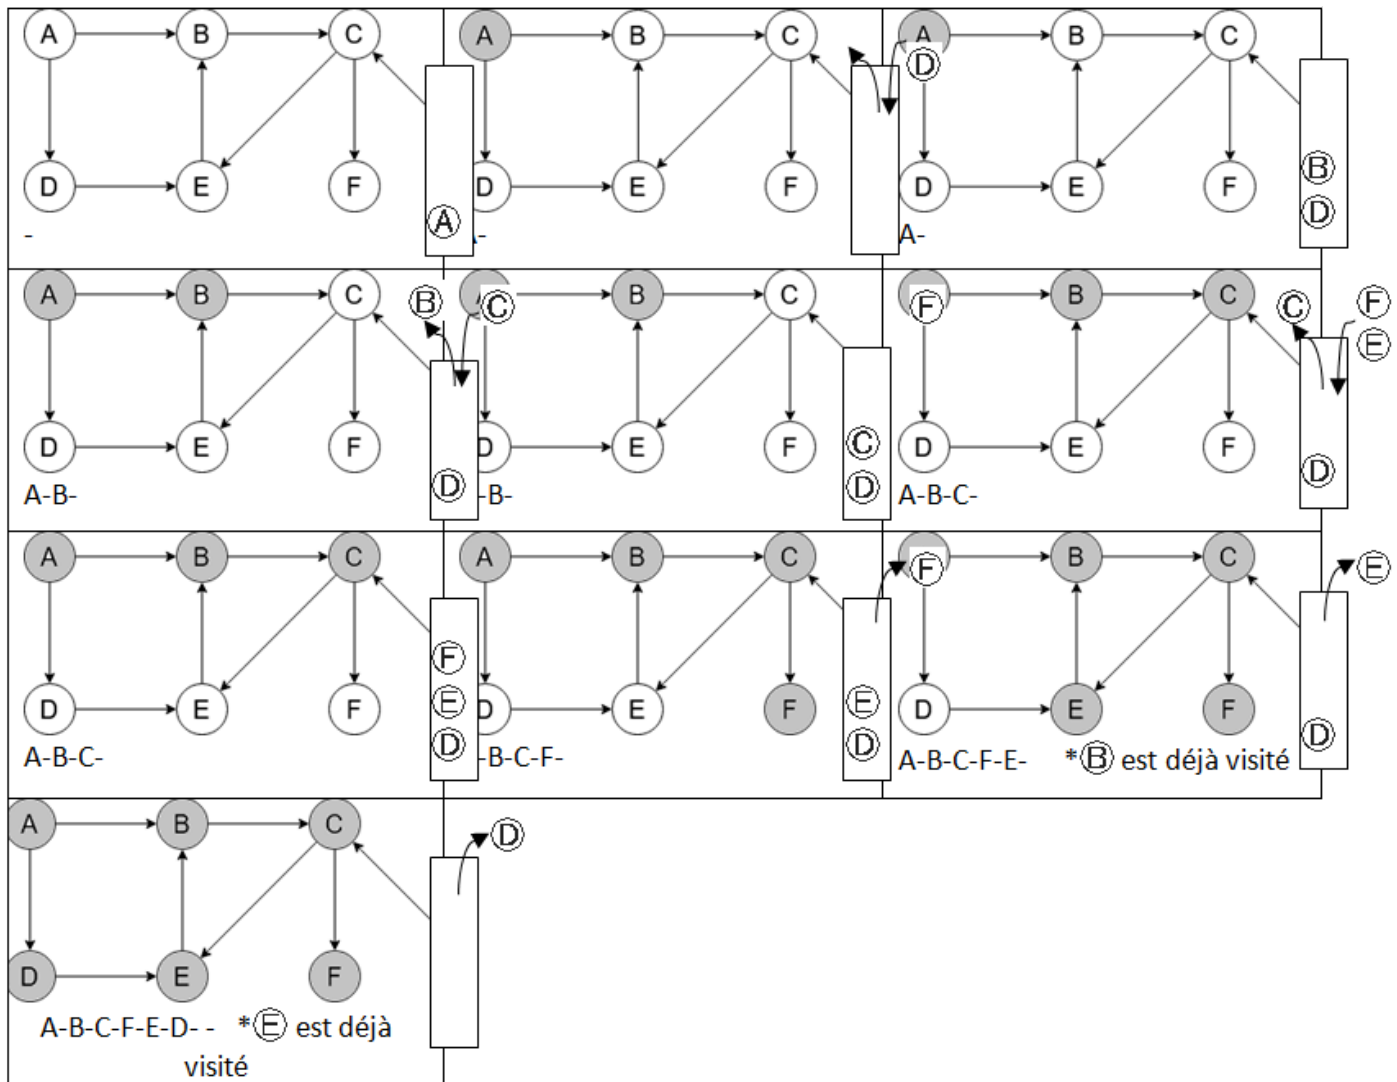 A B C
D E F
A
-
A B C
D E F
A-
A B C
D
B
D E F
D
A-
A B C
B
D E F
D
A-B-
A B C
C
D E F
C
D
-B-
B C
F C F
E
D E F
D
A-B-C-
A B C
F
D E F
E
D
A-B-C-
A B C
D E F
E
D
-B-C-F-
B C
F E
D E F
D
A-B-C-F-E- *B est déjà visité
A B C
D
D E F
A-B-C-F-E-D- - *E est déjà
visité